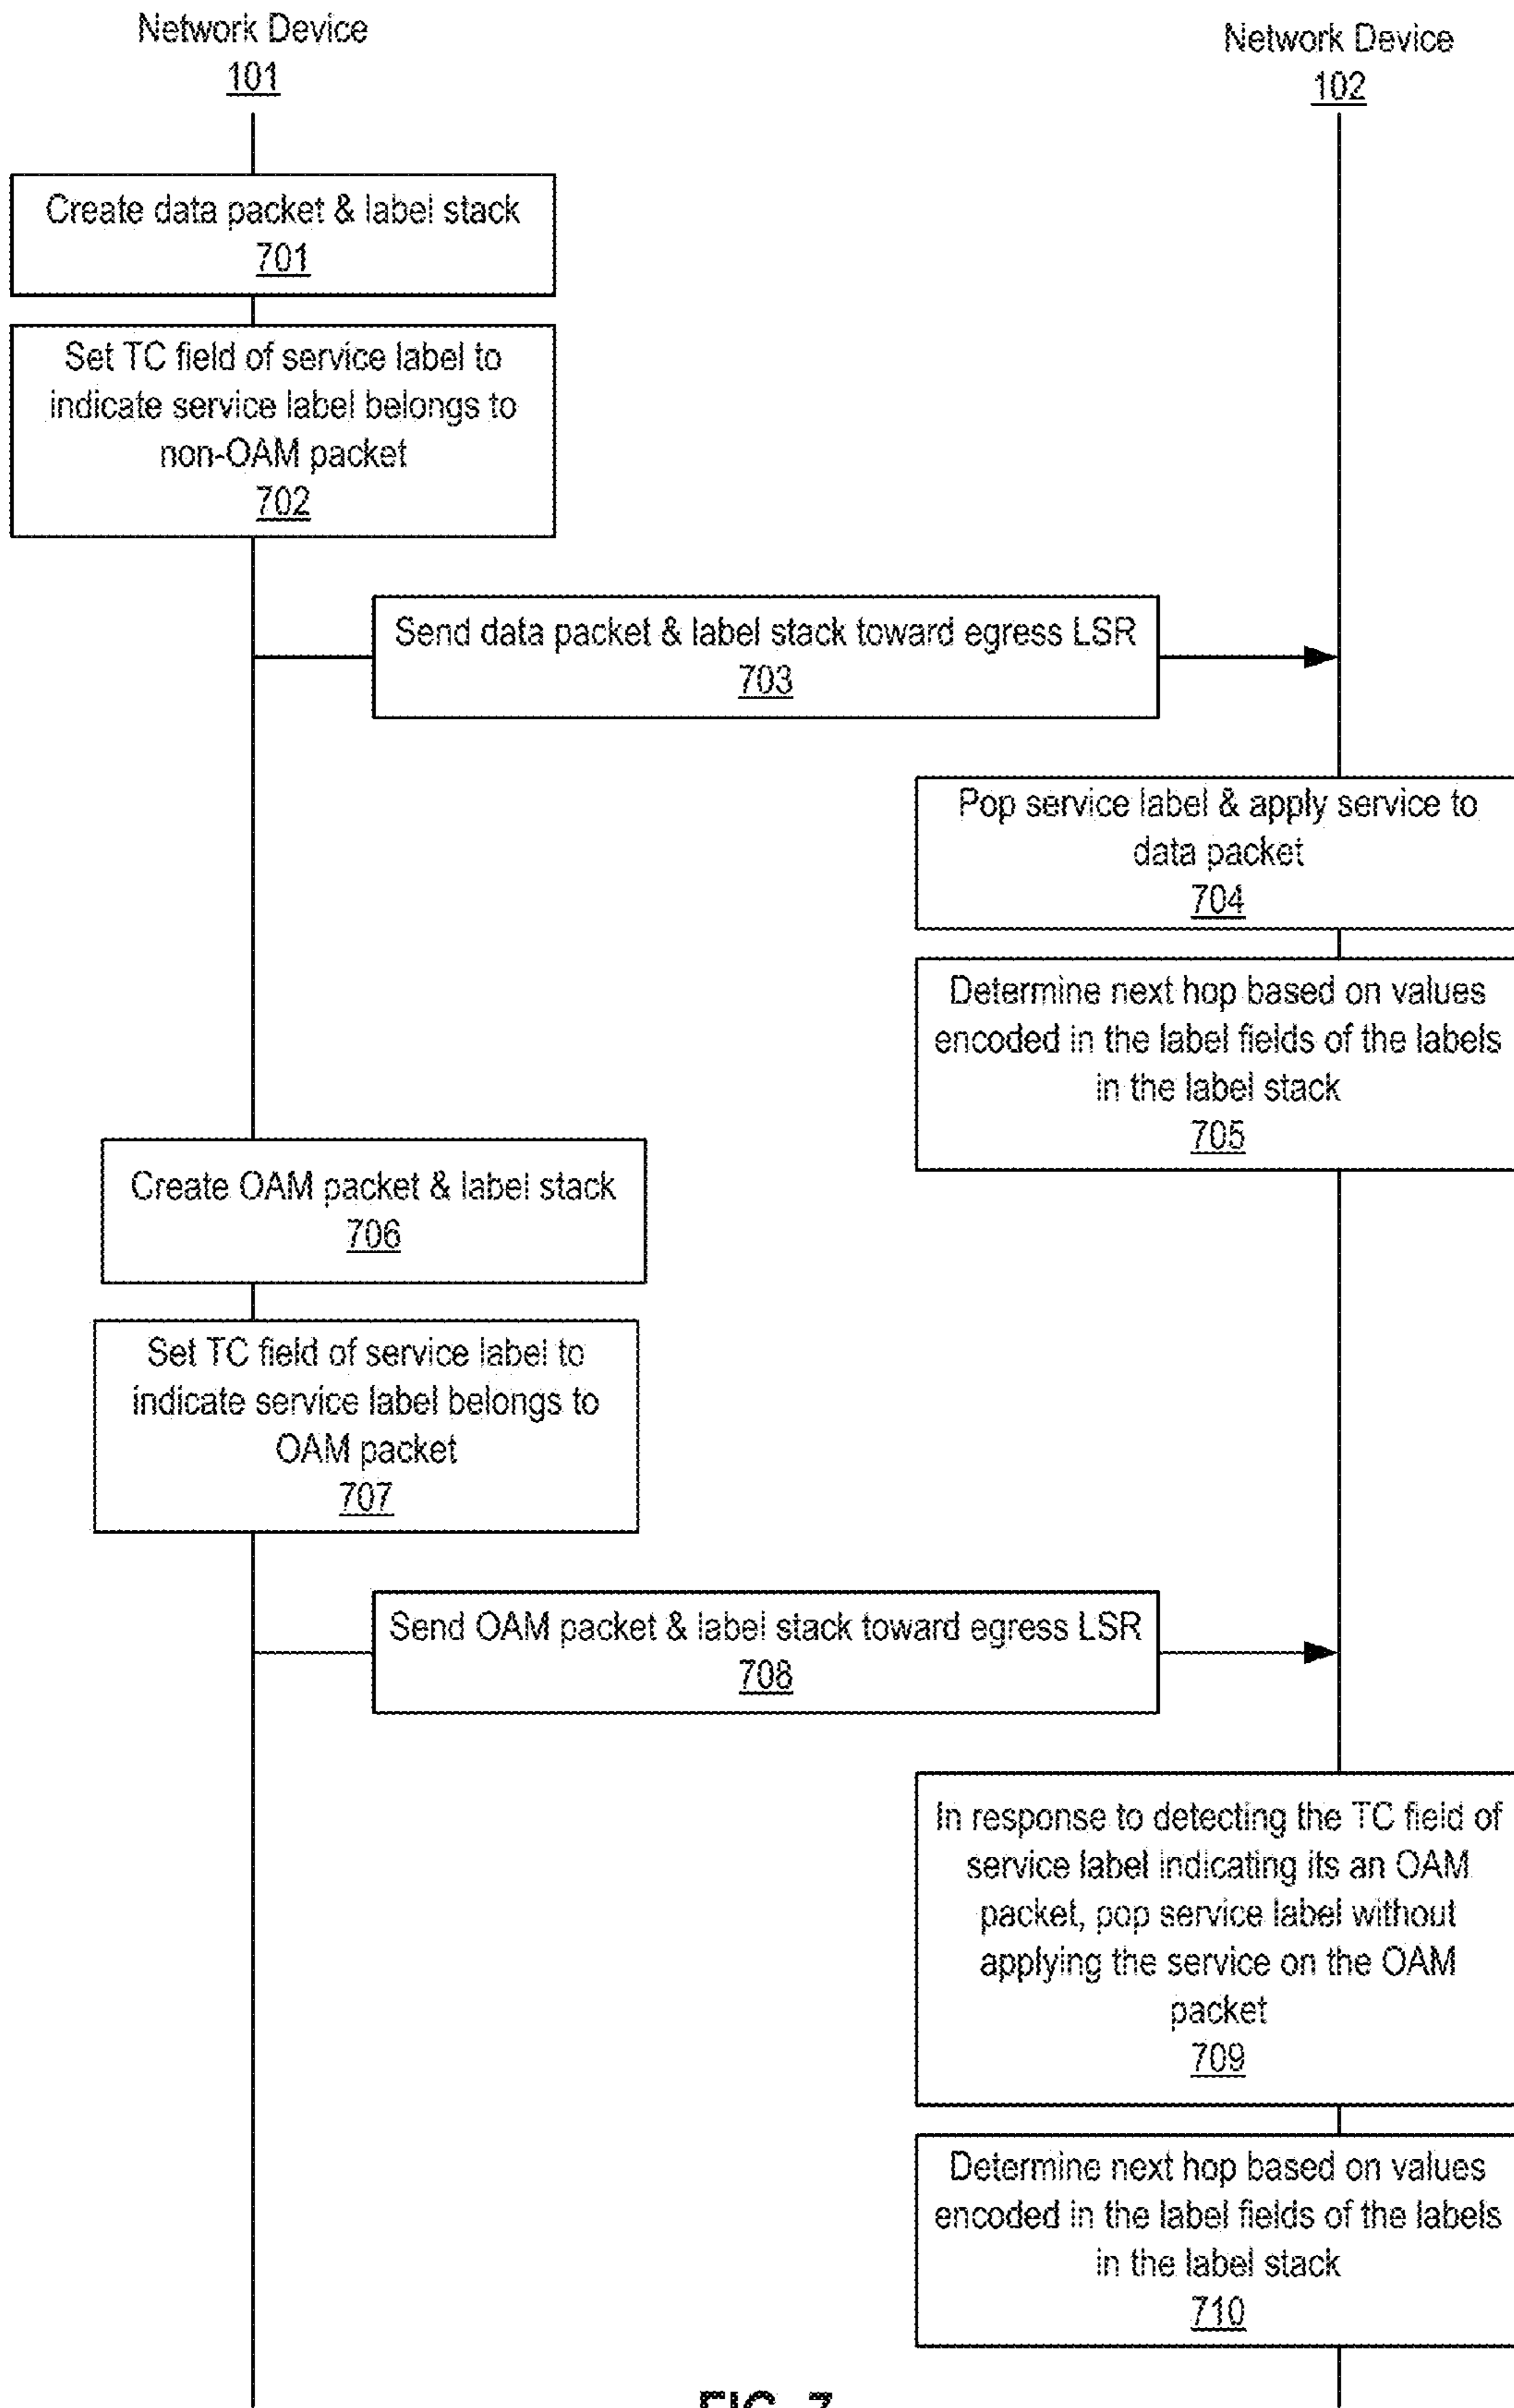 Network Device
101
Network Device
102
Create data packet & label stack
701
Set TC field of service label to
indicate service label belongs to
non-OAM packet
702
Send data packet & label stack toward egress LSR
703
Pop service label & apply service to
data packet
704
Determine next hop based on values
encoded in the label fields of the labels
in the label stack
705
Create OAM packet & label stack
706
Set TC field of service label to
indicate service label belongs to
OAM packet
707
Send OAM packet & label stack toward egress LSR
708
In response to detecting the TC field of
service label indicating its an OAM
packet, pop service label without
applying the service on the OAM
packet
709
Determine next hop based on values
encoded in the label fields of the labels
in the label stack
710
FIG. 7